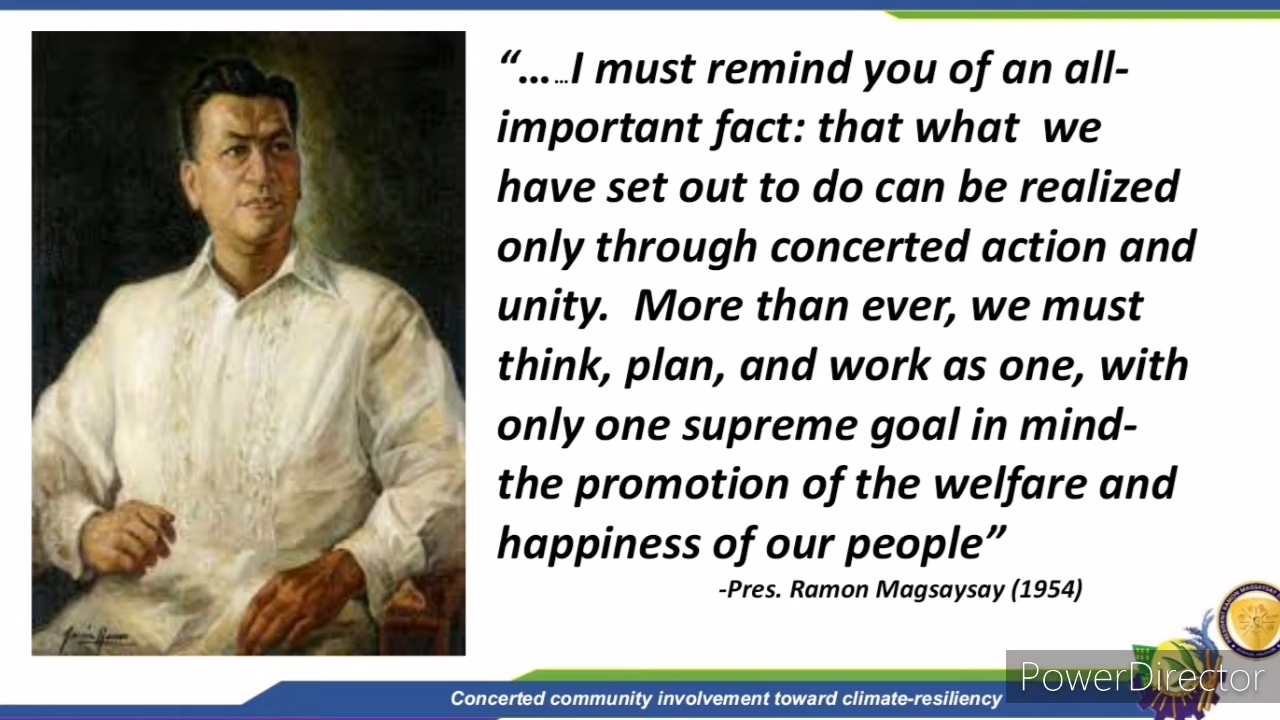 “… …I must remind you of an all-
important fact: that what we
have set out to do can be realized
only through concerted action and
unity. More than ever, we must
think, plan, and work as one, with
only one supreme goal in mind-
the promotion of the welfare and
happiness of our people”
-Pres. Ramon Magsaysay (1954)
Concerted community involvement toward climate-resiliency
PowerDirector